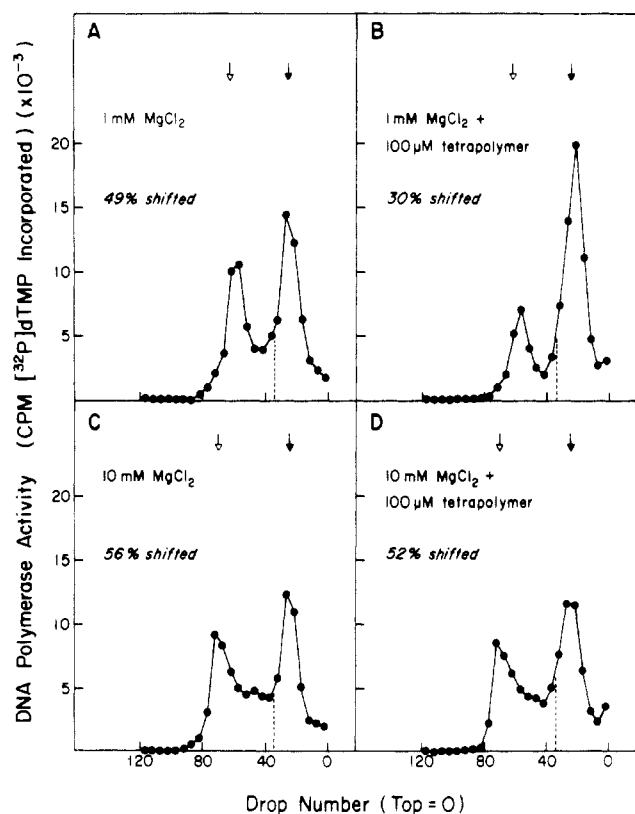 A
1 mM MgCl₂
49% shifted
B
1 mM MgCl₂ +
100 μM tetrapolymer
30% shifted
20
15
10
5
C
10 mM MgCl₂
56% shifted
D
10 mM MgCl₂ +
100 μM tetrapolymer
52% shifted
20
15
10
5
120
80
40
0
120
80
40
0
DNA Polymerase Activity (CPM [³²P]dTMP Incorporated) (x10⁻³)
Drop Number (Top = 0)